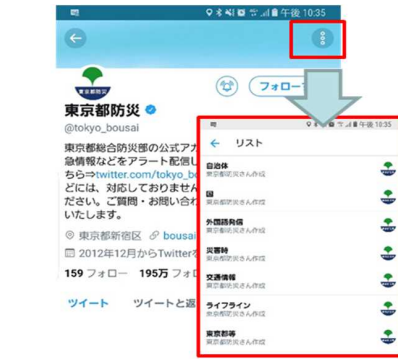 午後 10:35
東京都防災
フォロー
東京都防災
@tokyo_bousai
東京都総合防災部の公式アカ
急情報などをアラート配信し
ちら⇒twitter.com/tokyo_bo
どには、対応しておりません
ださい。ご質問・お問い合わ
いたします。
東京都新宿区 bousai
2012年12月からTwitterを
159 フォロー 195万 フォロ
ツイート ツイートと返
午後 10:35
リスト
自治体
東京都防災さん作成
国
東京都防災さん作成
外国語発信
東京都防災さん作成
災害時
東京都防災さん作成
交通情報
東京都防災さん作成
ライフライン
東京都防災さん作成
東京都等
東京都防災さん作成